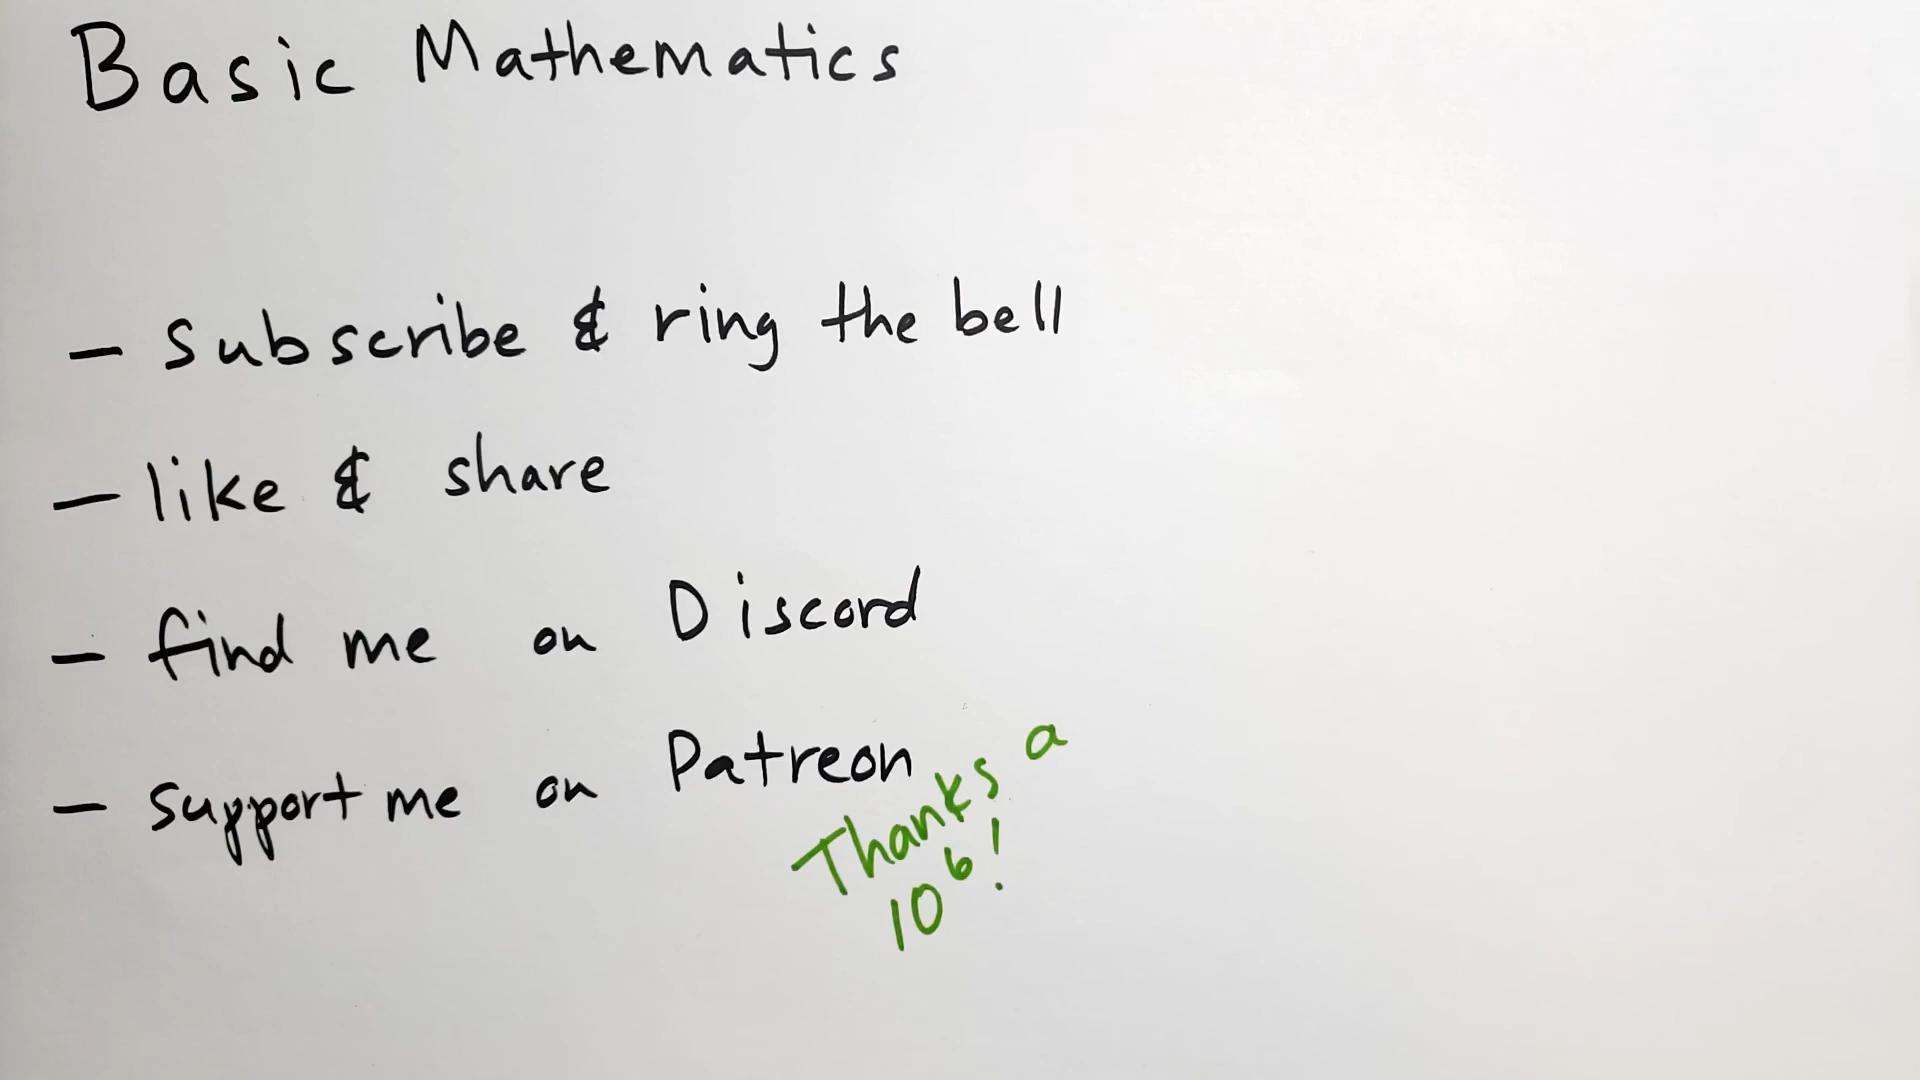 Basic Mathematics
– subscribe & ring the bell
– like & share
– find me on Discord
– support me on Patreon
Thanks a
10⁶!